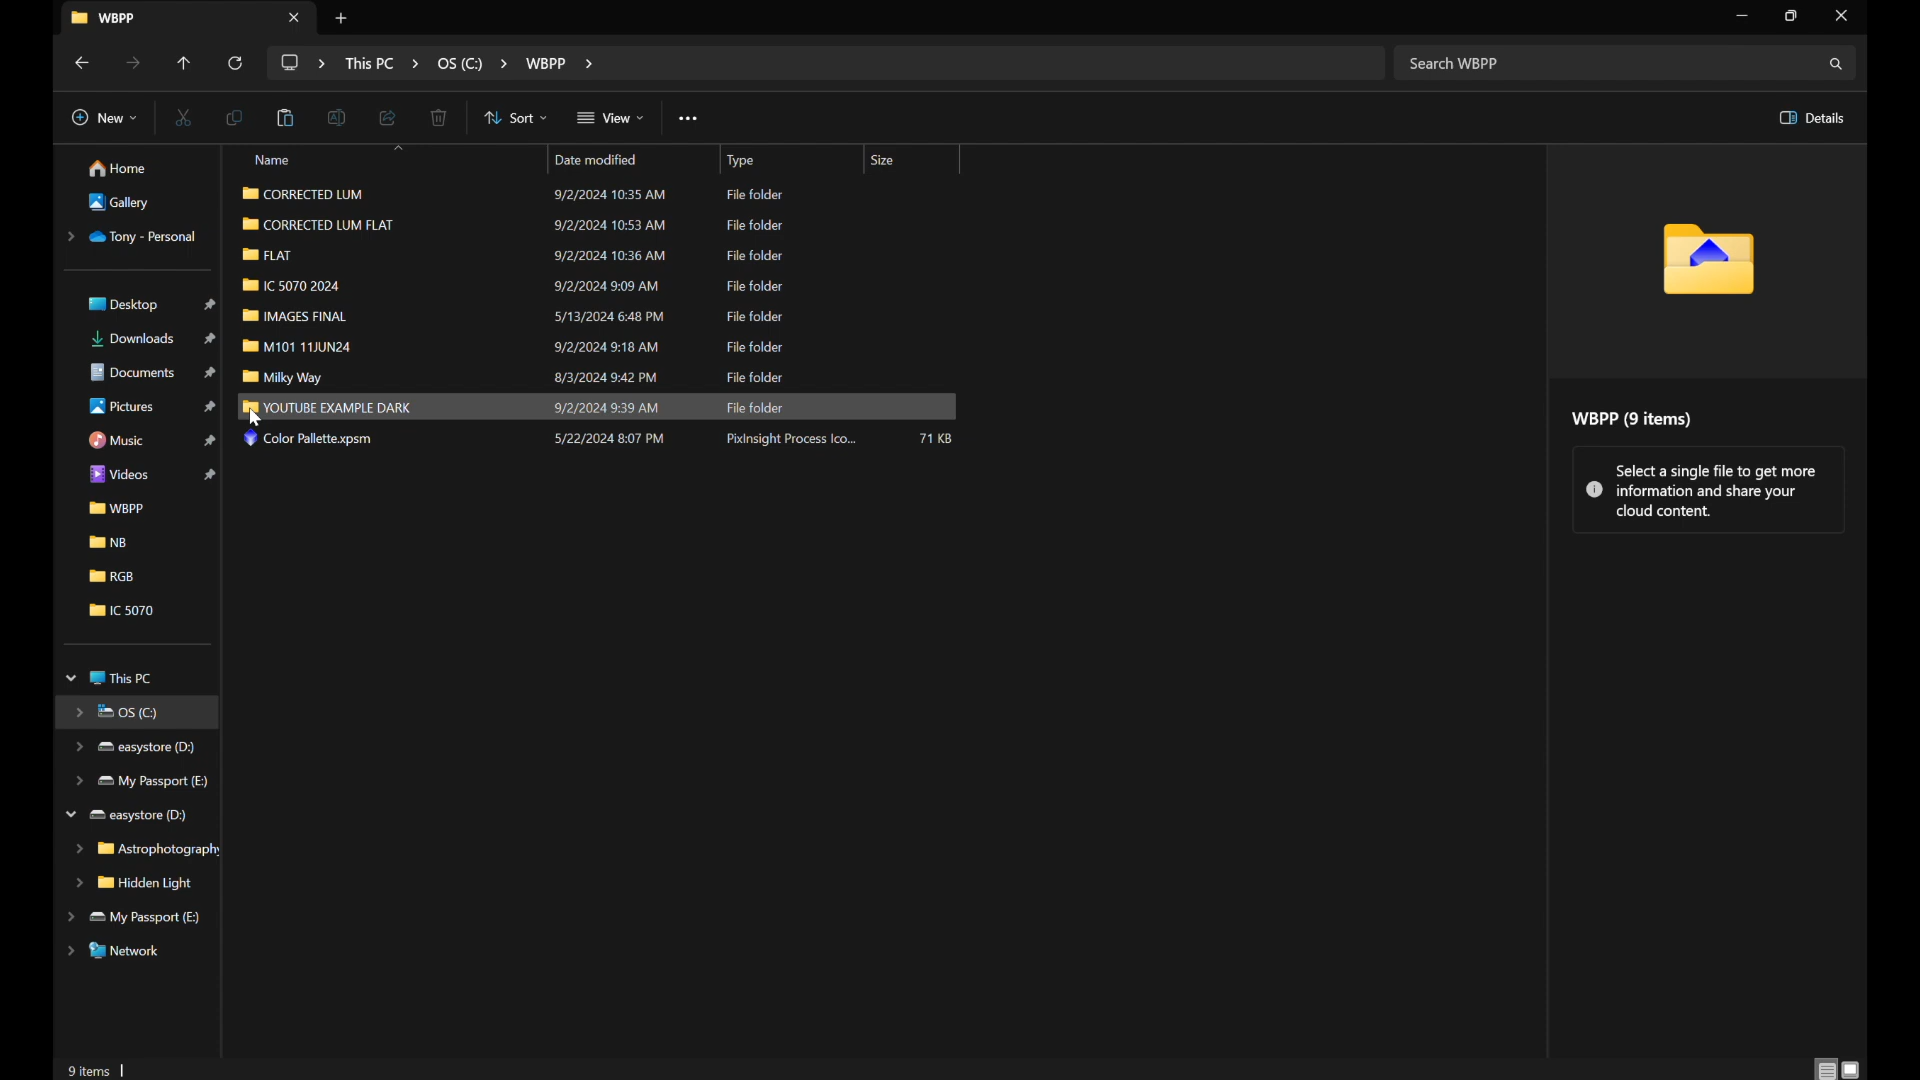 WBPP
This PC > OS (C:) > WBPP >
Search WBPP
New
Sort
View
Details
Name Date modified Type Size
CORRECTED LUM 9/2/2024 10:35 AM File folder
CORRECTED LUM FLAT 9/2/2024 10:53 AM File folder
FLAT 9/2/2024 10:36 AM File folder
IC 5070 2024 9/2/2024 9:09 AM File folder
IMAGES FINAL 5/13/2024 6:48 PM File folder
M101 11JUN24 9/2/2024 9:18 AM File folder
Milky Way 8/3/2024 9:42 PM File folder
YOUTUBE EXAMPLE DARK 9/2/2024 9:39 AM File folder
Color Pallette.xpsm 5/22/2024 8:07 PM PixInsight Process Ico... 71 KB
Home
Gallery
Tony - Personal
Desktop
Downloads
Documents
Pictures
Music
Videos
WBPP
NB
RGB
IC 5070
This PC
OS (C:)
easystore (D:)
My Passport (E:)
easystore (D:)
Astrophotography
Hidden Light
My Passport (E:)
Network
WBPP (9 items)
Select a single file to get more
information and share your
cloud content.
9 items